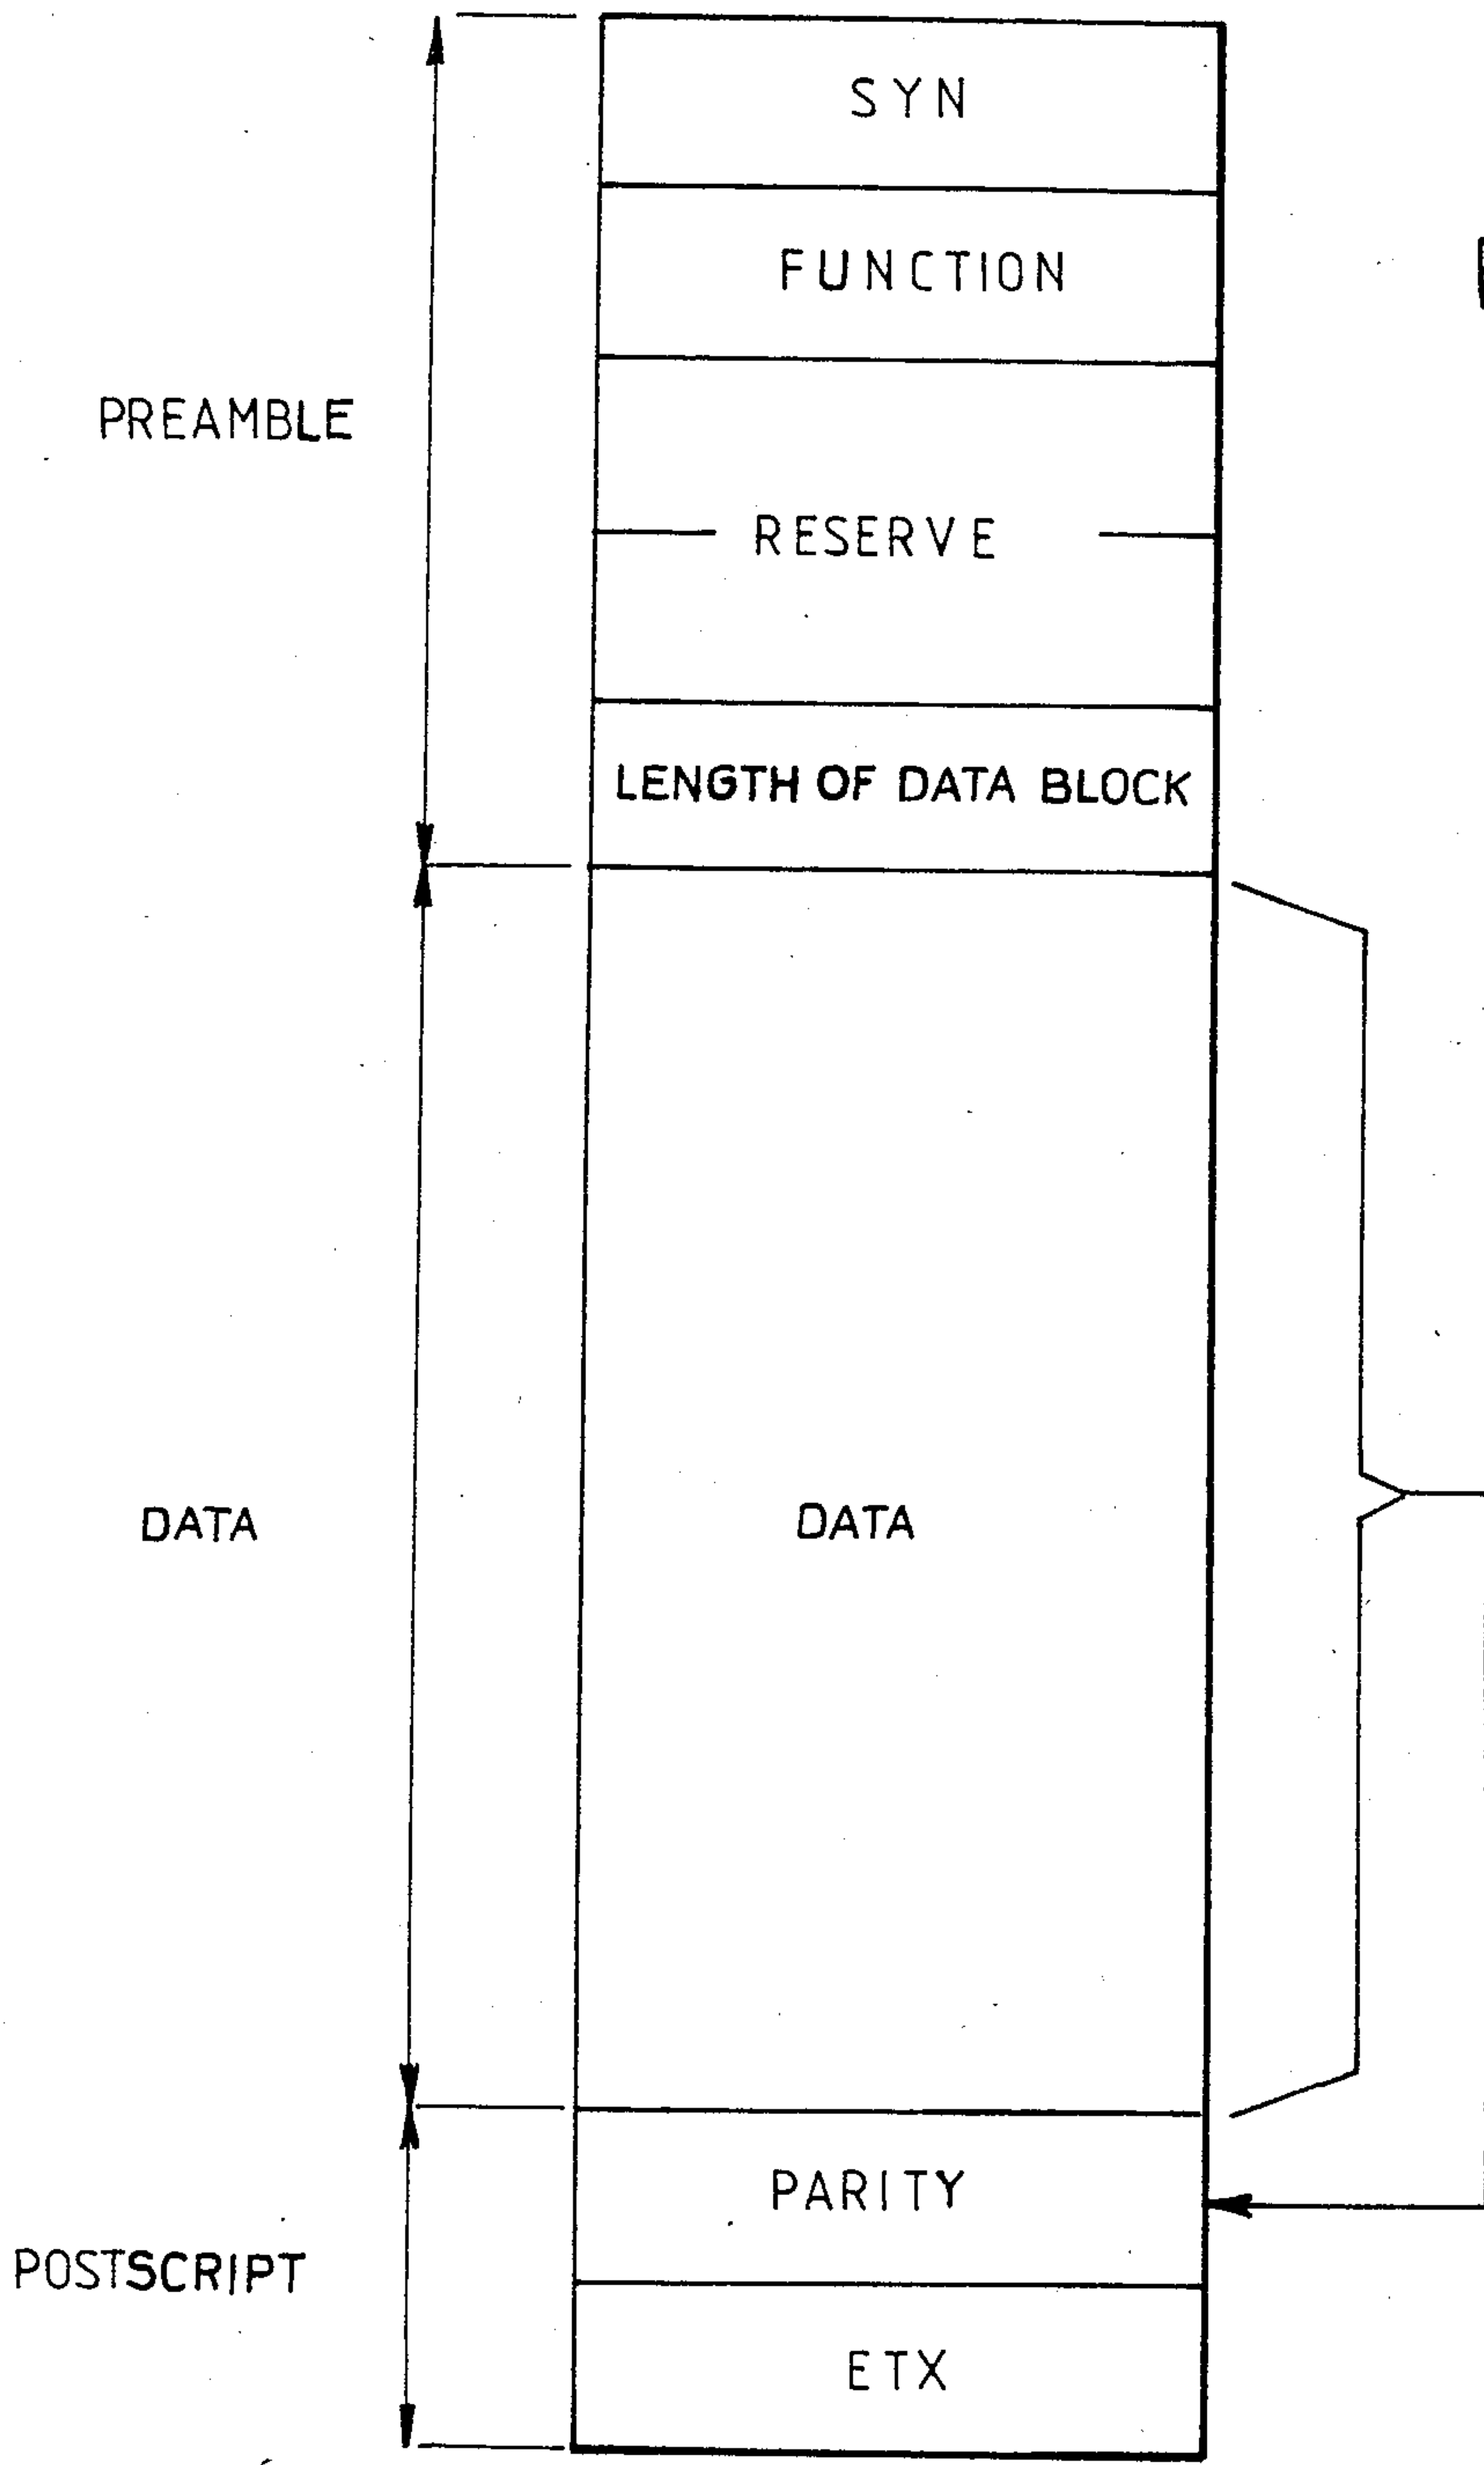 SYN
FUNCTION
PREAMBLE
RESERVE
LENGTH OF DATA BLOCK
DATA
DATA
PARITY
POSTSCRIPT
ETX